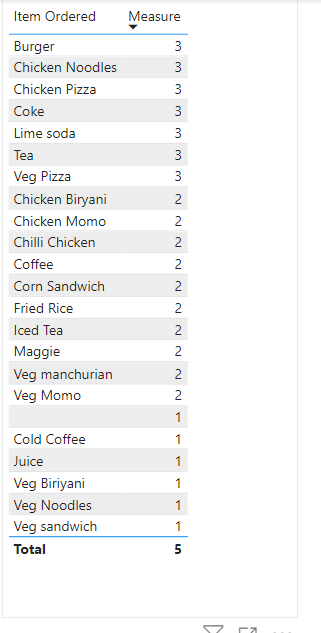 Item Ordered Measure
Burger 3
Chicken Noodles 3
Chicken Pizza 3
Coke 3
Lime soda 3
Tea 3
Veg Pizza 3
Chicken Biryani 2
Chicken Momo 2
Chilli Chicken 2
Coffee 2
Corn Sandwich 2
Fried Rice 2
Iced Tea 2
Maggie 2
Veg manchurian 2
Veg Momo 2
1
Cold Coffee 1
Juice 1
Veg Biriyani 1
Veg Noodles 1
Veg sandwich 1
Total 5